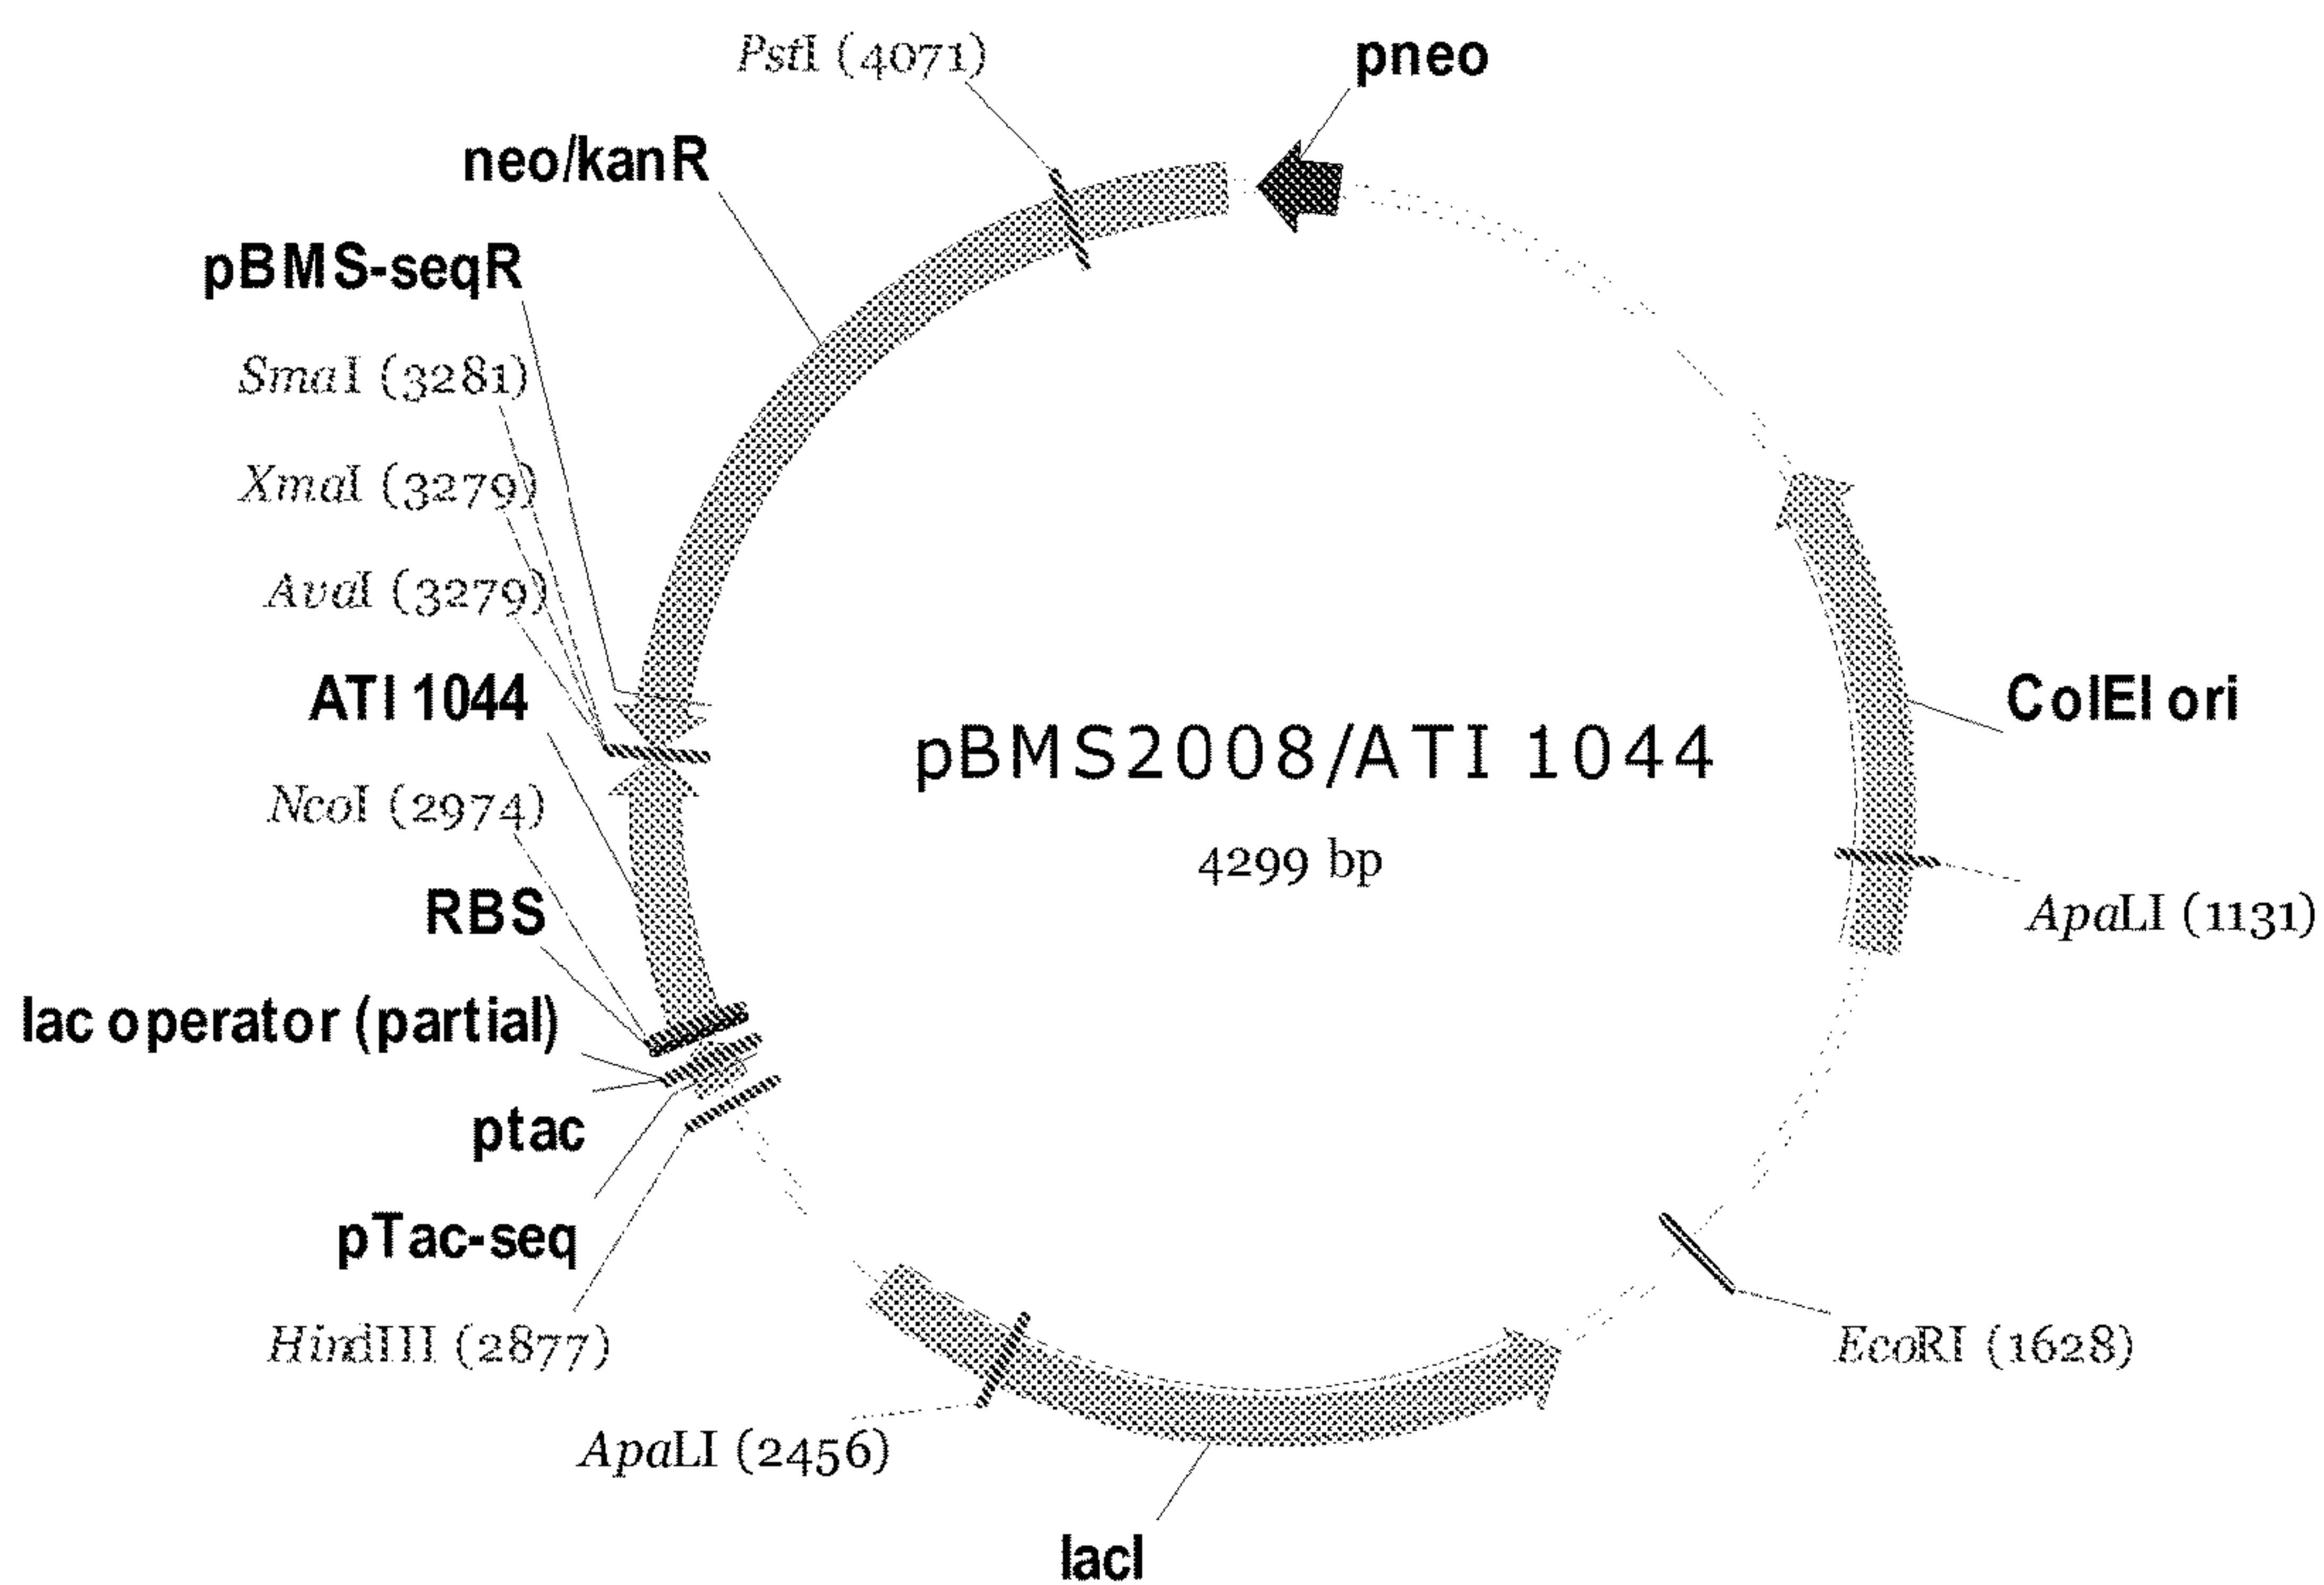 PstI (4071)
pneo
neo/kanR
pBMS-seqR
SmaI (3281)
XmaI (3279)
AvaI (3279)
ATI 1044
NcoI (2974)
RBS
lac operator (partial)
ptac
pTac-seq
HindIII (2877)
ApaLI (2456)
lacI
EcoRI (1628)
ApaLI (1131)
ColEI ori
pBMS2008/ATI 1044
4299 bp